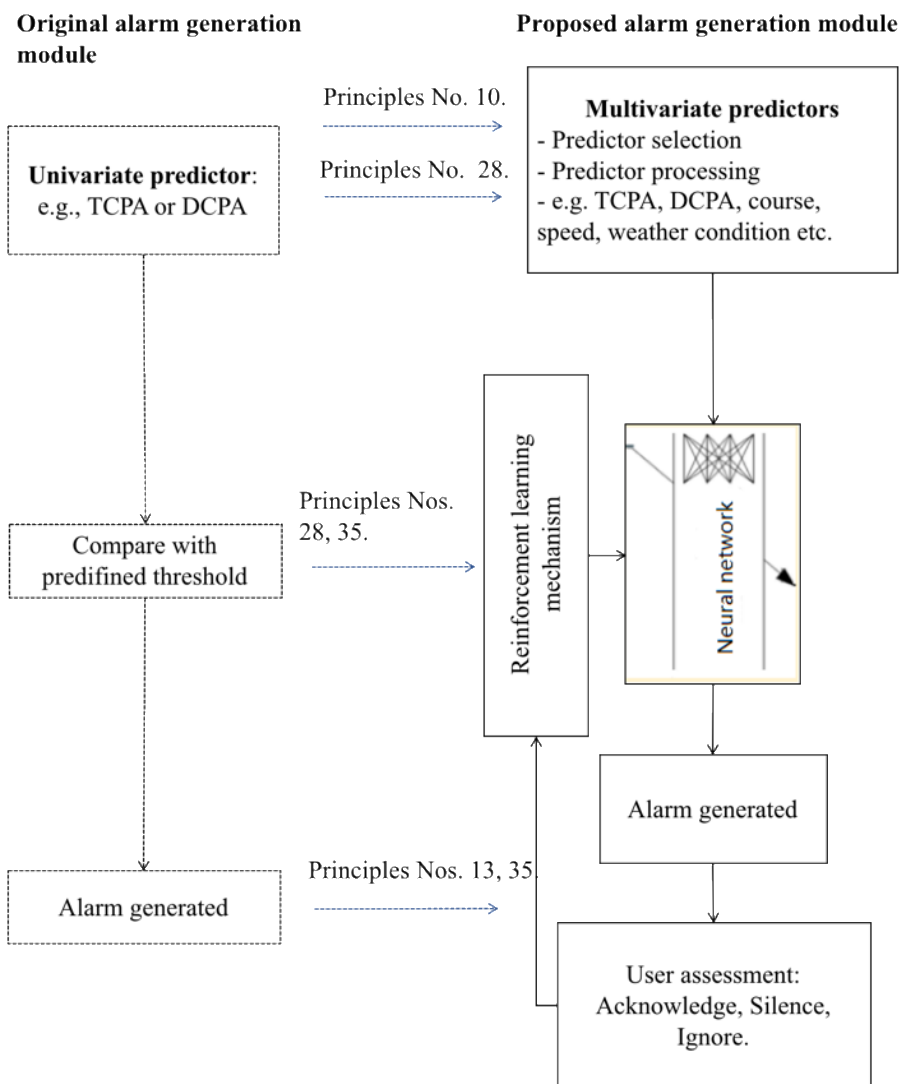 Original alarm generation
module
Proposed alarm generation module
Principles No. 10.
Principles No. 28.
Univariate predictor:
e.g., TCPA or DCPA
Multivariate predictors
- Predictor selection
- Predictor processing
- e.g. TCPA, DCPA, course,
speed, weather condition etc.
Principles Nos.
28, 35.
Compare with
predifined threshold
Reinforcement learning
mechanism
Neural network
Alarm generated
Principles Nos. 13, 35.
Alarm generated
User assessment:
Acknowledge, Silence,
Ignore.